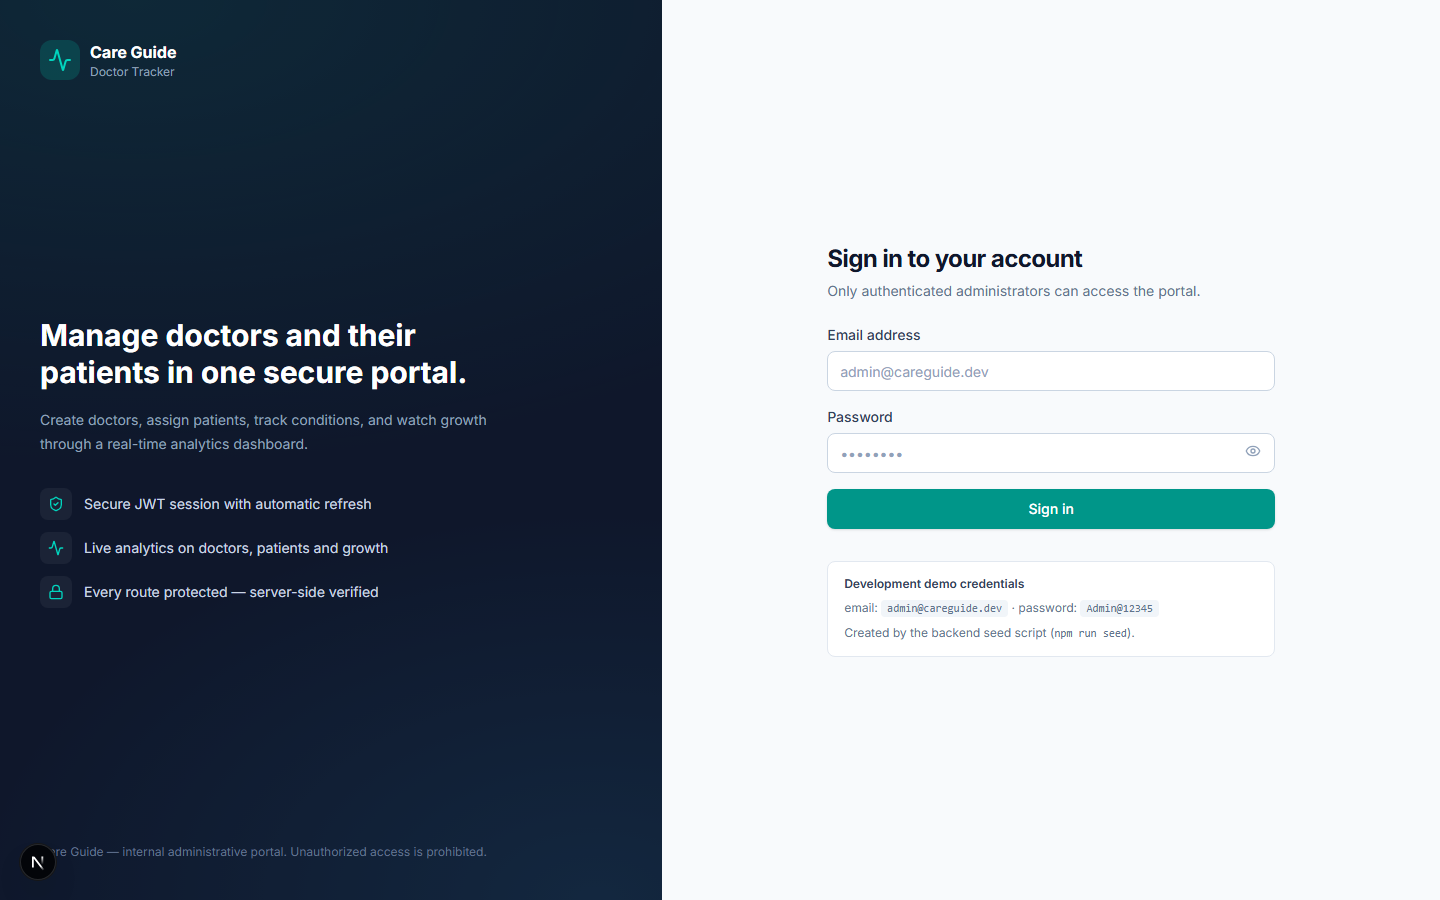 Care Guide
Doctor Tracker
Manage doctors and their
patients in one secure portal.
Create doctors, assign patients, track conditions, and watch growth
through a real-time analytics dashboard.
Secure JWT session with automatic refresh
Live analytics on doctors, patients and growth
Every route protected — server-side verified
re Guide — internal administrative portal. Unauthorized access is prohibited.
N
Sign in to your account
Only authenticated administrators can access the portal.
Email address
admin@careguide.dev
Password
••••••••
Sign in
Development demo credentials
email: admin@careguide.dev · password: Admin@12345
Created by the backend seed script (npm run seed).